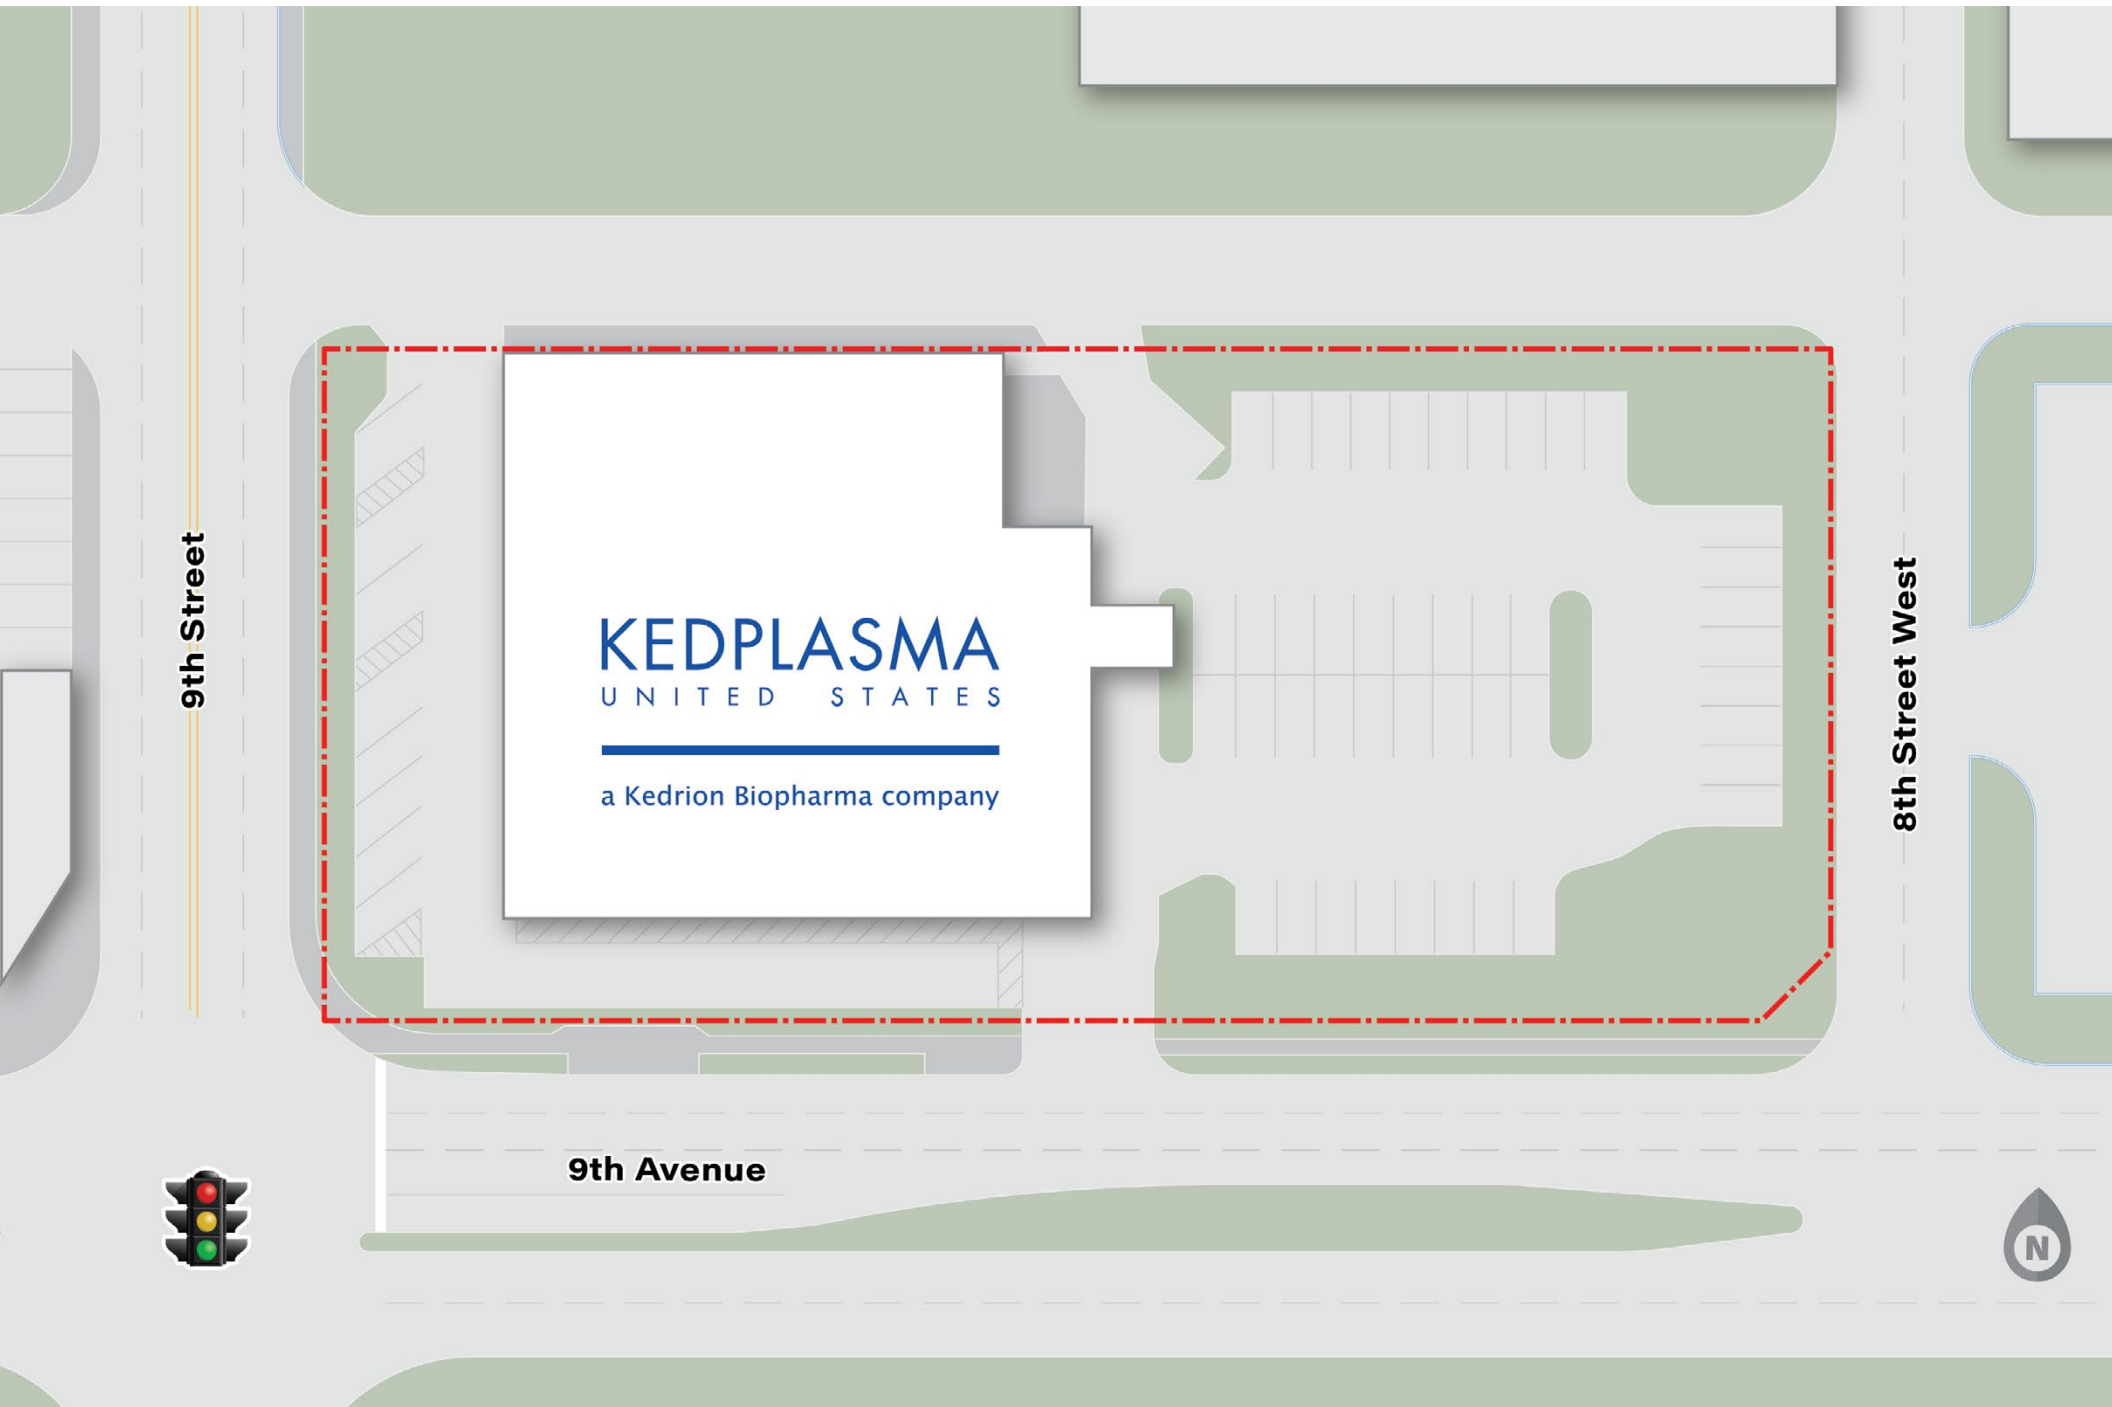 9th Street
KEDPLASMA
UNITED STATES
a Kedrion Biopharma company
8th Street West
9th Avenue
N